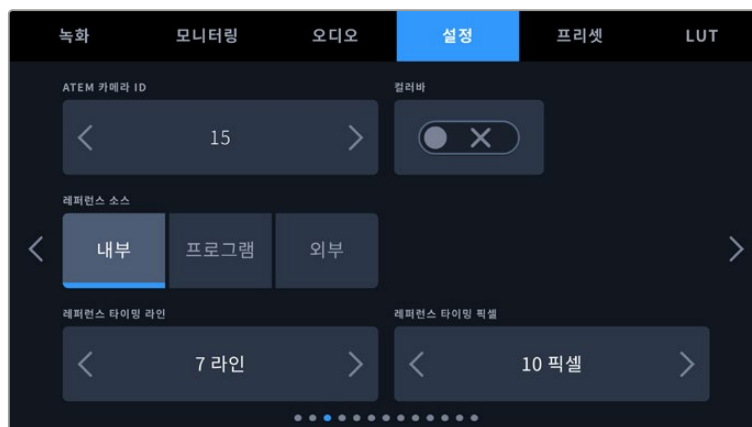 녹화 모니터링 오디오 설정 프리셋 LUT
ATEM 카메라 ID 컬러바
15
레퍼런스 소스
내부 프로그램 외부
레퍼런스 타이밍 라인 레퍼런스 타이밍 픽셀
7 라인 10 픽셀